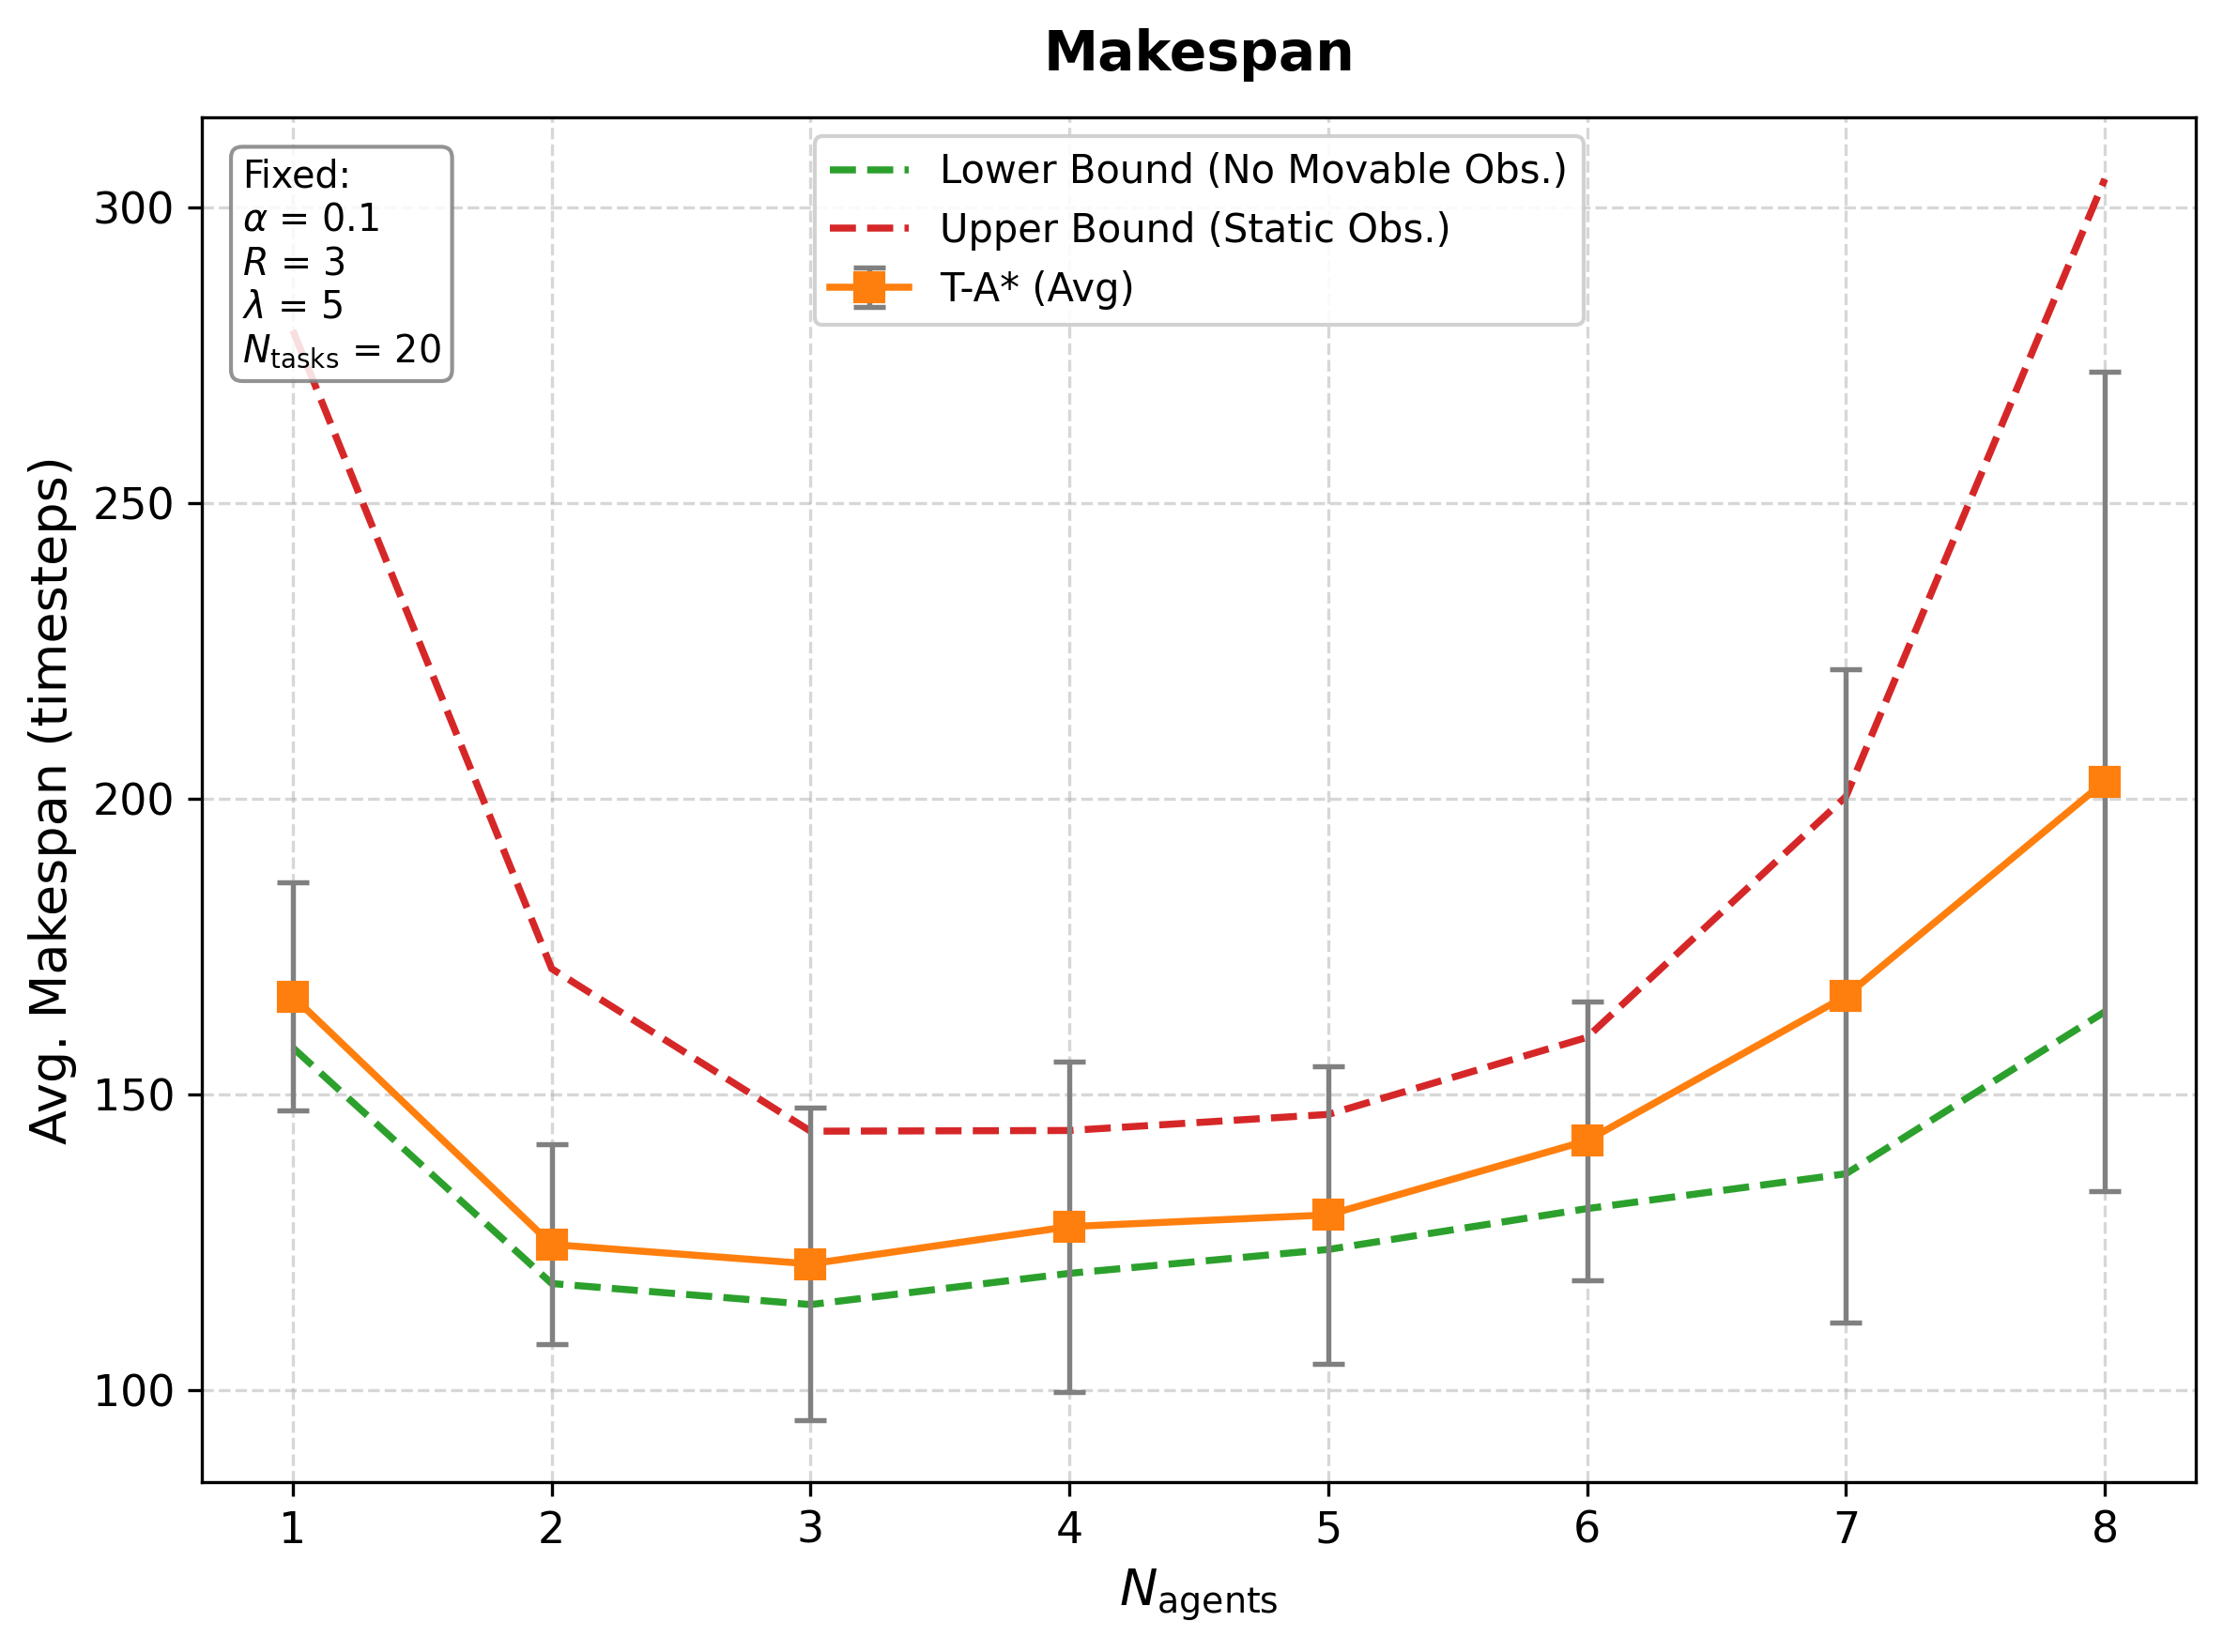 Makespan
Fixed:
α = 0.1
R = 3
λ = 5
N_tasks = 20
Lower Bound (No Movable Obs.)
Upper Bound (Static Obs.)
T-A* (Avg)
Avg. Makespan (timesteps)
300
250
200
150
100
1 2 3 4 5 6 7 8
N_agents